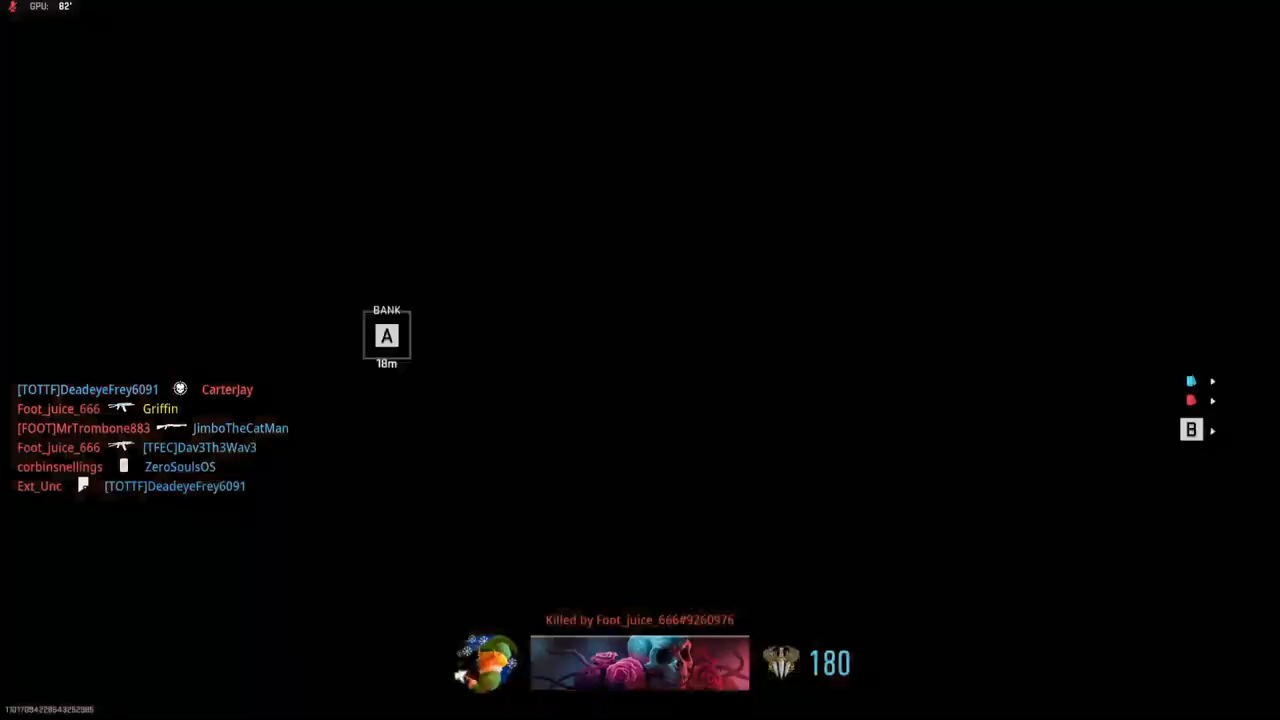 GPU: 82°
BANK
A
18m
[TOTTF]DeadeyeFrey6091 CarterJay
Foot_juice_666 Griffin
[FOOT]MrTrombone883 JimboTheCatMan
Foot_juice_666 [TFEC]Dav3Th3Wav3
corbinsnellings ZeroSoulsOS
Ext_Unc [TOTTF]DeadeyeFrey6091
B
Killed by Foot_juice_666#9260976
180